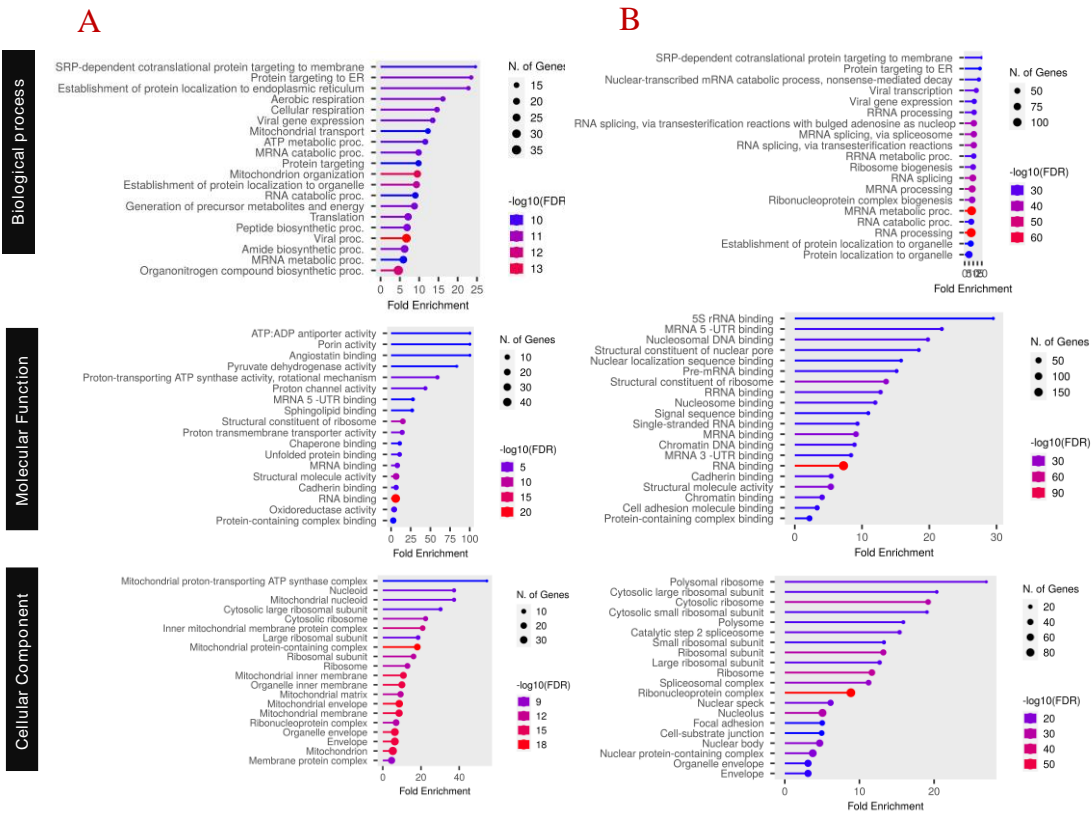 A
B
Biological process
SRP-dependent cotranslational protein targeting to membrane
Protein targeting to ER
Establishment of protein localization to endoplasmic reticulum
Aerobic respiration
Cellular respiration
Viral gene expression
Mitochondrial transport
ATP metabolic proc.
MRNA catabolic proc.
Protein targeting
Mitochondrion organization
Establishment of protein localization to organelle
RNA catabolic proc.
Generation of precursor metabolites and energy
Translation
Peptide biosynthetic proc.
Viral proc.
Amide biosynthetic proc.
MRNA metabolic proc.
Organonitrogen compound biosynthetic proc.
0 5 10 15 20 25
Fold Enrichment
N. of Genes
15
20
25
30
35
-log10(FDR
10
11
12
13
SRP-dependent cotranslational protein targeting to membrane
Protein targeting to ER
Nuclear-transcribed mRNA catabolic process, nonsense-mediated decay
Viral transcription
Viral gene expression
RRNA processing
RNA splicing, via transesterification reactions with bulged adenosine as nucleop
MRNA splicing, via spliceosome
RNA splicing, via transesterification reactions
RRNA metabolic proc.
Ribosome biogenesis
RNA splicing
MRNA processing
Ribonucleoprotein complex biogenesis
MRNA metabolic proc.
RNA catabolic proc.
RNA processing
Establishment of protein localization to organelle
Protein localization to organelle
Fold Enrichment
N. of Genes
50
75
100
-log10(FDR)
30
40
50
60
Molecular Function
ATP:ADP antiporter activity
Porin activity
Angiostatin binding
Pyruvate dehydrogenase activity
Proton-transporting ATP synthase activity, rotational mechanism
Proton channel activity
MRNA 5 -UTR binding
Sphingolipid binding
Structural constituent of ribosome
Proton transmembrane transporter activity
Chaperone binding
Unfolded protein binding
MRNA binding
Structural molecule activity
Cadherin binding
RNA binding
Oxidoreductase activity
Protein-containing complex binding
0 25 50 75 100
Fold Enrichment
N. of Genes
10
20
30
40
-log10(FDR)
5
10
15
20
5S rRNA binding
MRNA 5 -UTR binding
Nucleosomal DNA binding
Structural constituent of nuclear pore
Nuclear localization sequence binding
Pre-mRNA binding
Structural constituent of ribosome
RRNA binding
Nucleosome binding
Signal sequence binding
Single-stranded RNA binding
MRNA binding
Chromatin DNA binding
MRNA 3 -UTR binding
RNA binding
Cadherin binding
Structural molecule activity
Chromatin binding
Cell adhesion molecule binding
Protein-containing complex binding
0 10 20 30
Fold Enrichment
N. of Genes
50
100
150
-log10(FDR)
30
60
90
Cellular Component
Mitochondrial proton-transporting ATP synthase complex
Nucleoid
Mitochondrial nucleoid
Cytosolic large ribosomal subunit
Cytosolic ribosome
Inner mitochondrial membrane protein complex
Large ribosomal subunit
Mitochondrial protein-containing complex
Ribosomal subunit
Ribosome
Mitochondrial inner membrane
Organelle inner membrane
Mitochondrial matrix
Mitochondrial envelope
Mitochondrial membrane
Ribonucleoprotein complex
Organelle envelope
Envelope
Mitochondrion
Membrane protein complex
0 20 40
Fold Enrichment
N. of Genes
10
20
30
-log10(FDR)
9
12
15
18
Polysomal ribosome
Cytosolic large ribosomal subunit
Cytosolic ribosome
Cytosolic small ribosomal subunit
Polysome
Catalytic step 2 spliceosome
Small ribosomal subunit
Ribosomal subunit
Large ribosomal subunit
Ribosome
Spliceosomal complex
Ribonucleoprotein complex
Nuclear speck
Nucleolus
Focal adhesion
Cell-substrate junction
Nuclear body
Nuclear protein-containing complex
Organelle envelope
Envelope
0 10 20
Fold Enrichment
N. of Genes
20
40
60
80
-log10(FDR)
20
30
40
50